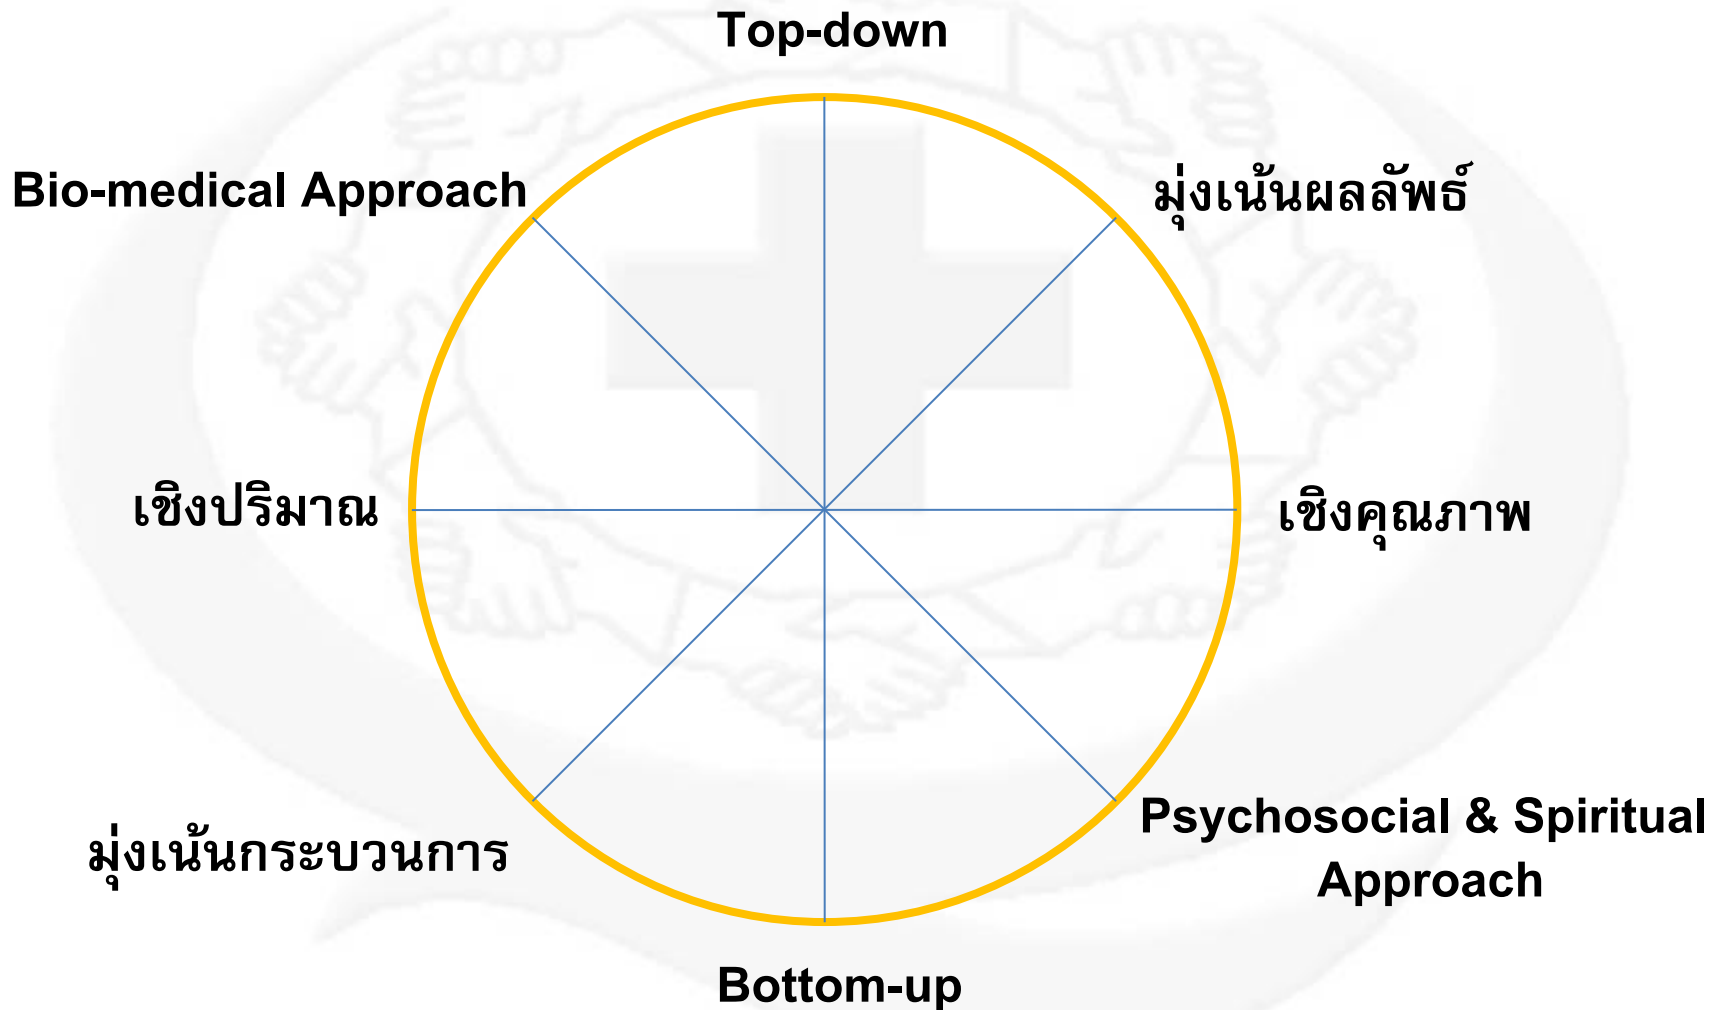 Top-down
Bio-medical Approach
มุ่งเน้นผลลัพธ์
เชิงปริมาณ
เชิงคุณภาพ
มุ่งเน้นกระบวนการ
Psychosocial & Spiritual
Approach
Bottom-up